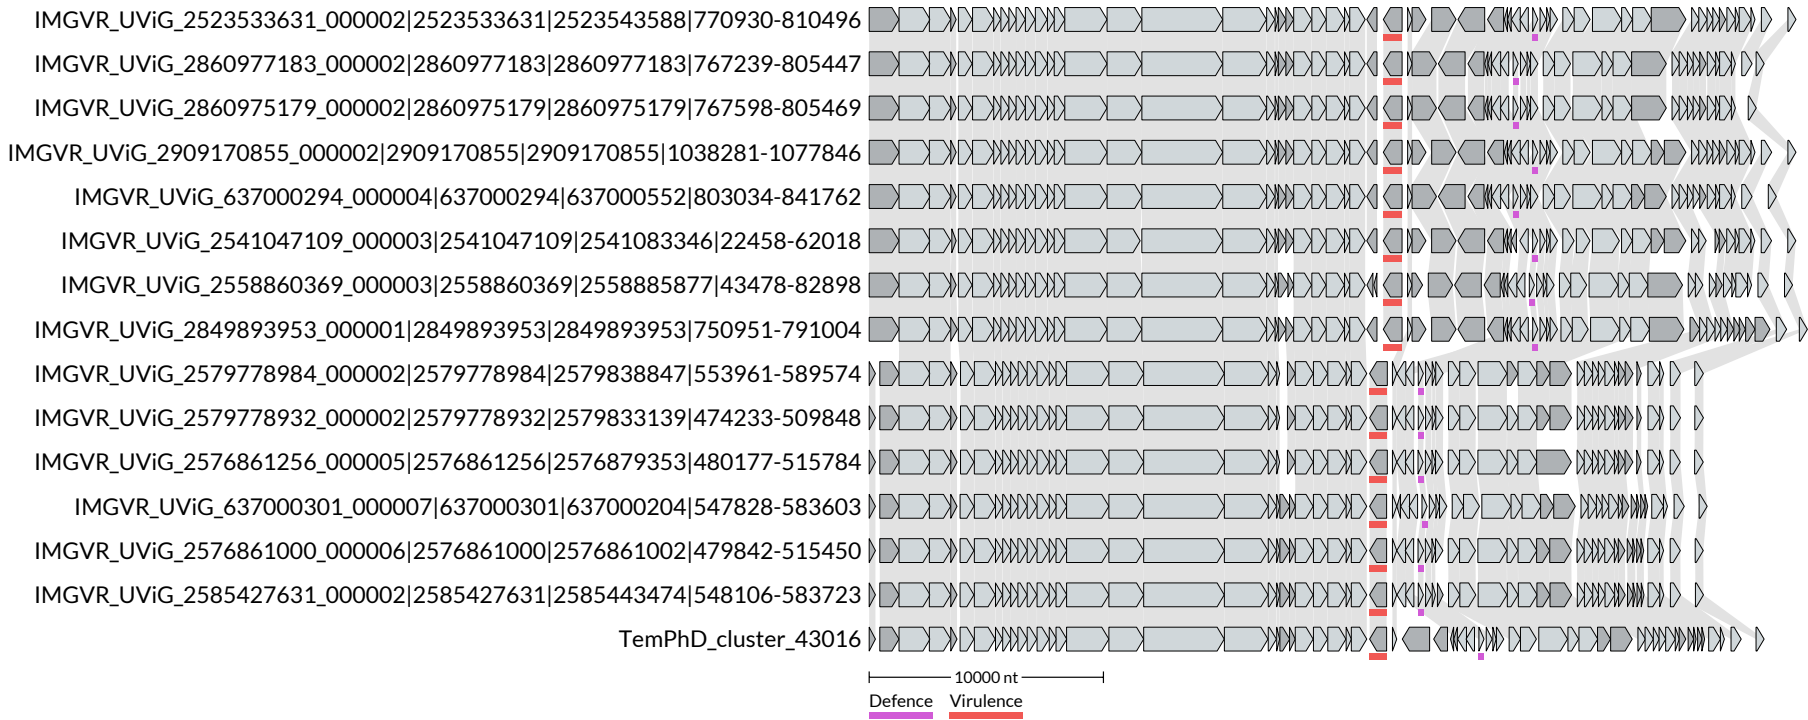 IMGVR_UViG_2523533631_000002|2523533631|2523543588|770930-810496
IMGVR_UViG_2860977183_000002|2860977183|2860977183|767239-805447
IMGVR_UViG_2860975179_000002|2860975179|2860975179|767598-805469
IMGVR_UViG_2909170855_000002|2909170855|2909170855|1038281-1077846
IMGVR_UViG_637000294_000004|637000294|637000552|803034-841762
IMGVR_UViG_2541047109_000003|2541047109|2541083346|22458-62018
IMGVR_UViG_2558860369_000003|2558860369|2558885877|43478-82898
IMGVR_UViG_2849893953_000001|2849893953|2849893953|750951-791004
IMGVR_UViG_2579778984_000002|2579778984|2579838847|553961-589574
IMGVR_UViG_2579778932_000002|2579778932|2579833139|474233-509848
IMGVR_UViG_2576861256_000005|2576861256|2576879353|480177-515784
IMGVR_UViG_637000301_000007|637000301|637000204|547828-583603
IMGVR_UViG_2576861000_000006|2576861000|2576861002|479842-515450
IMGVR_UViG_2585427631_000002|2585427631|2585443474|548106-583723
TemPhD_cluster_43016
10000 nt
Defence Virulence